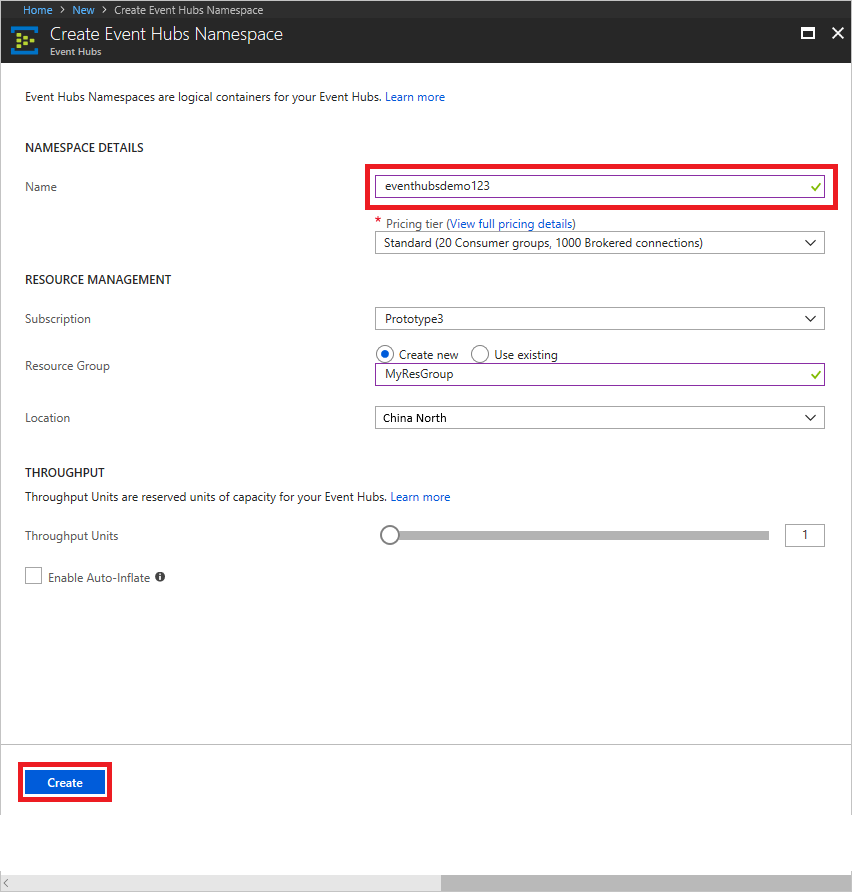 Home > New > Create Event Hubs Namespace
Create Event Hubs Namespace
Event Hubs
Event Hubs Namespaces are logical containers for your Event Hubs. Learn more
NAMESPACE DETAILS
Name
eventhubsdemo123
* Pricing tier (View full pricing details)
Standard (20 Consumer groups, 1000 Brokered connections)
RESOURCE MANAGEMENT
Subscription
Prototype3
Resource Group
Create new Use existing
MyResGroup
Location
China North
THROUGHPUT
Throughput Units are reserved units of capacity for your Event Hubs. Learn more
Throughput Units
1
Enable Auto-Inflate
Create